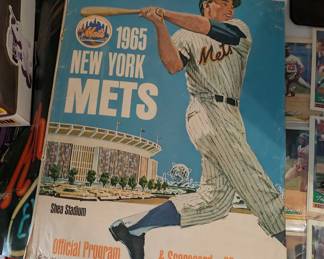 Mets
1965
NEW YORK
METS
Mets
Shea Stadium
Official Program & Scorecard